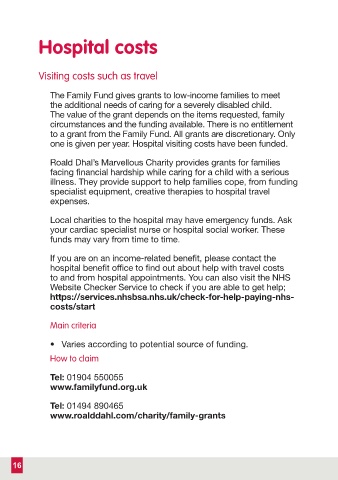 Hospital costs
Visiting costs such as travel
The Family Fund gives grants to low-income families to meet
the additional needs of caring for a severely disabled child.
The value of the grant depends on the items requested, family
circumstances and the funding available. There is no entitlement
to a grant from the Family Fund. All grants are discretionary. Only
one is given per year. Hospital visiting costs have been funded.
Roald Dhal's Marvellous Charity provides grants for families
facing financial hardship while caring for a child with a serious
illness. They provide support to help families cope, from funding
specialist equipment, creative therapies to hospital travel
expenses.
Local charities to the hospital may have emergency funds. Ask
your cardiac specialist nurse or hospital social worker. These
funds may vary from time to time.
If you are on an income-related benefit, please contact the
hospital benefit office to find out about help with travel costs
to and from hospital appointments. You can also visit the NHS
Website Checker Service to check if you are able to get help;
https://services.nhsbsa.nhs.uk/check-for-help-paying-nhs-
costs/start
Main criteria
• Varies according to potential source of funding.
How to claim
Tel: 01904 550055
www.familyfund.org.uk
Tel: 01494 890465
www.roalddahl.com/charity/family-grants
16